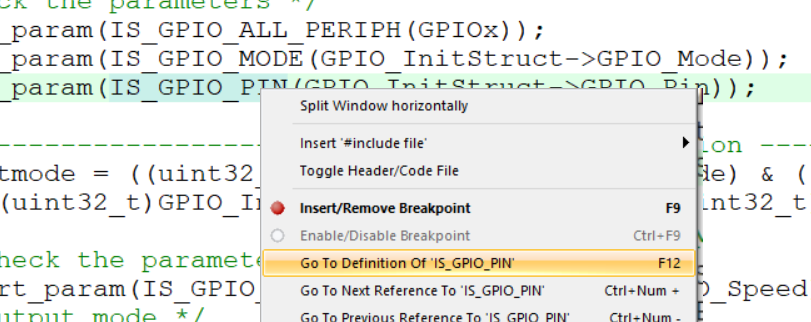 ck the parameters */
_param(IS_GPIO_ALL_PERIPH(GPIOx));
_param(IS_GPIO_MODE(GPIO_InitStruct->GPIO_Mode));
_param(IS_GPIO_PIN(GPIO_InitStruct->GPIO_Pin));
Split Window horizontally
----------------- ion ----
Insert '#include file'
tmode = ((uint32_ de) & (
Toggle Header/Code File
(uint32_t)GPIO_In int32_t
Insert/Remove Breakpoint F9
Enable/Disable Breakpoint Ctrl+F9
heck the paramete
Go To Definition Of 'IS_GPIO_PIN' F12
rt_param(IS_GPIO_ O_Speed
Go To Next Reference To 'IS_GPIO_PIN' Ctrl+Num +
utput mode */
Go To Previous Reference To 'IS_GPIO_PIN' Ctrl+Num -